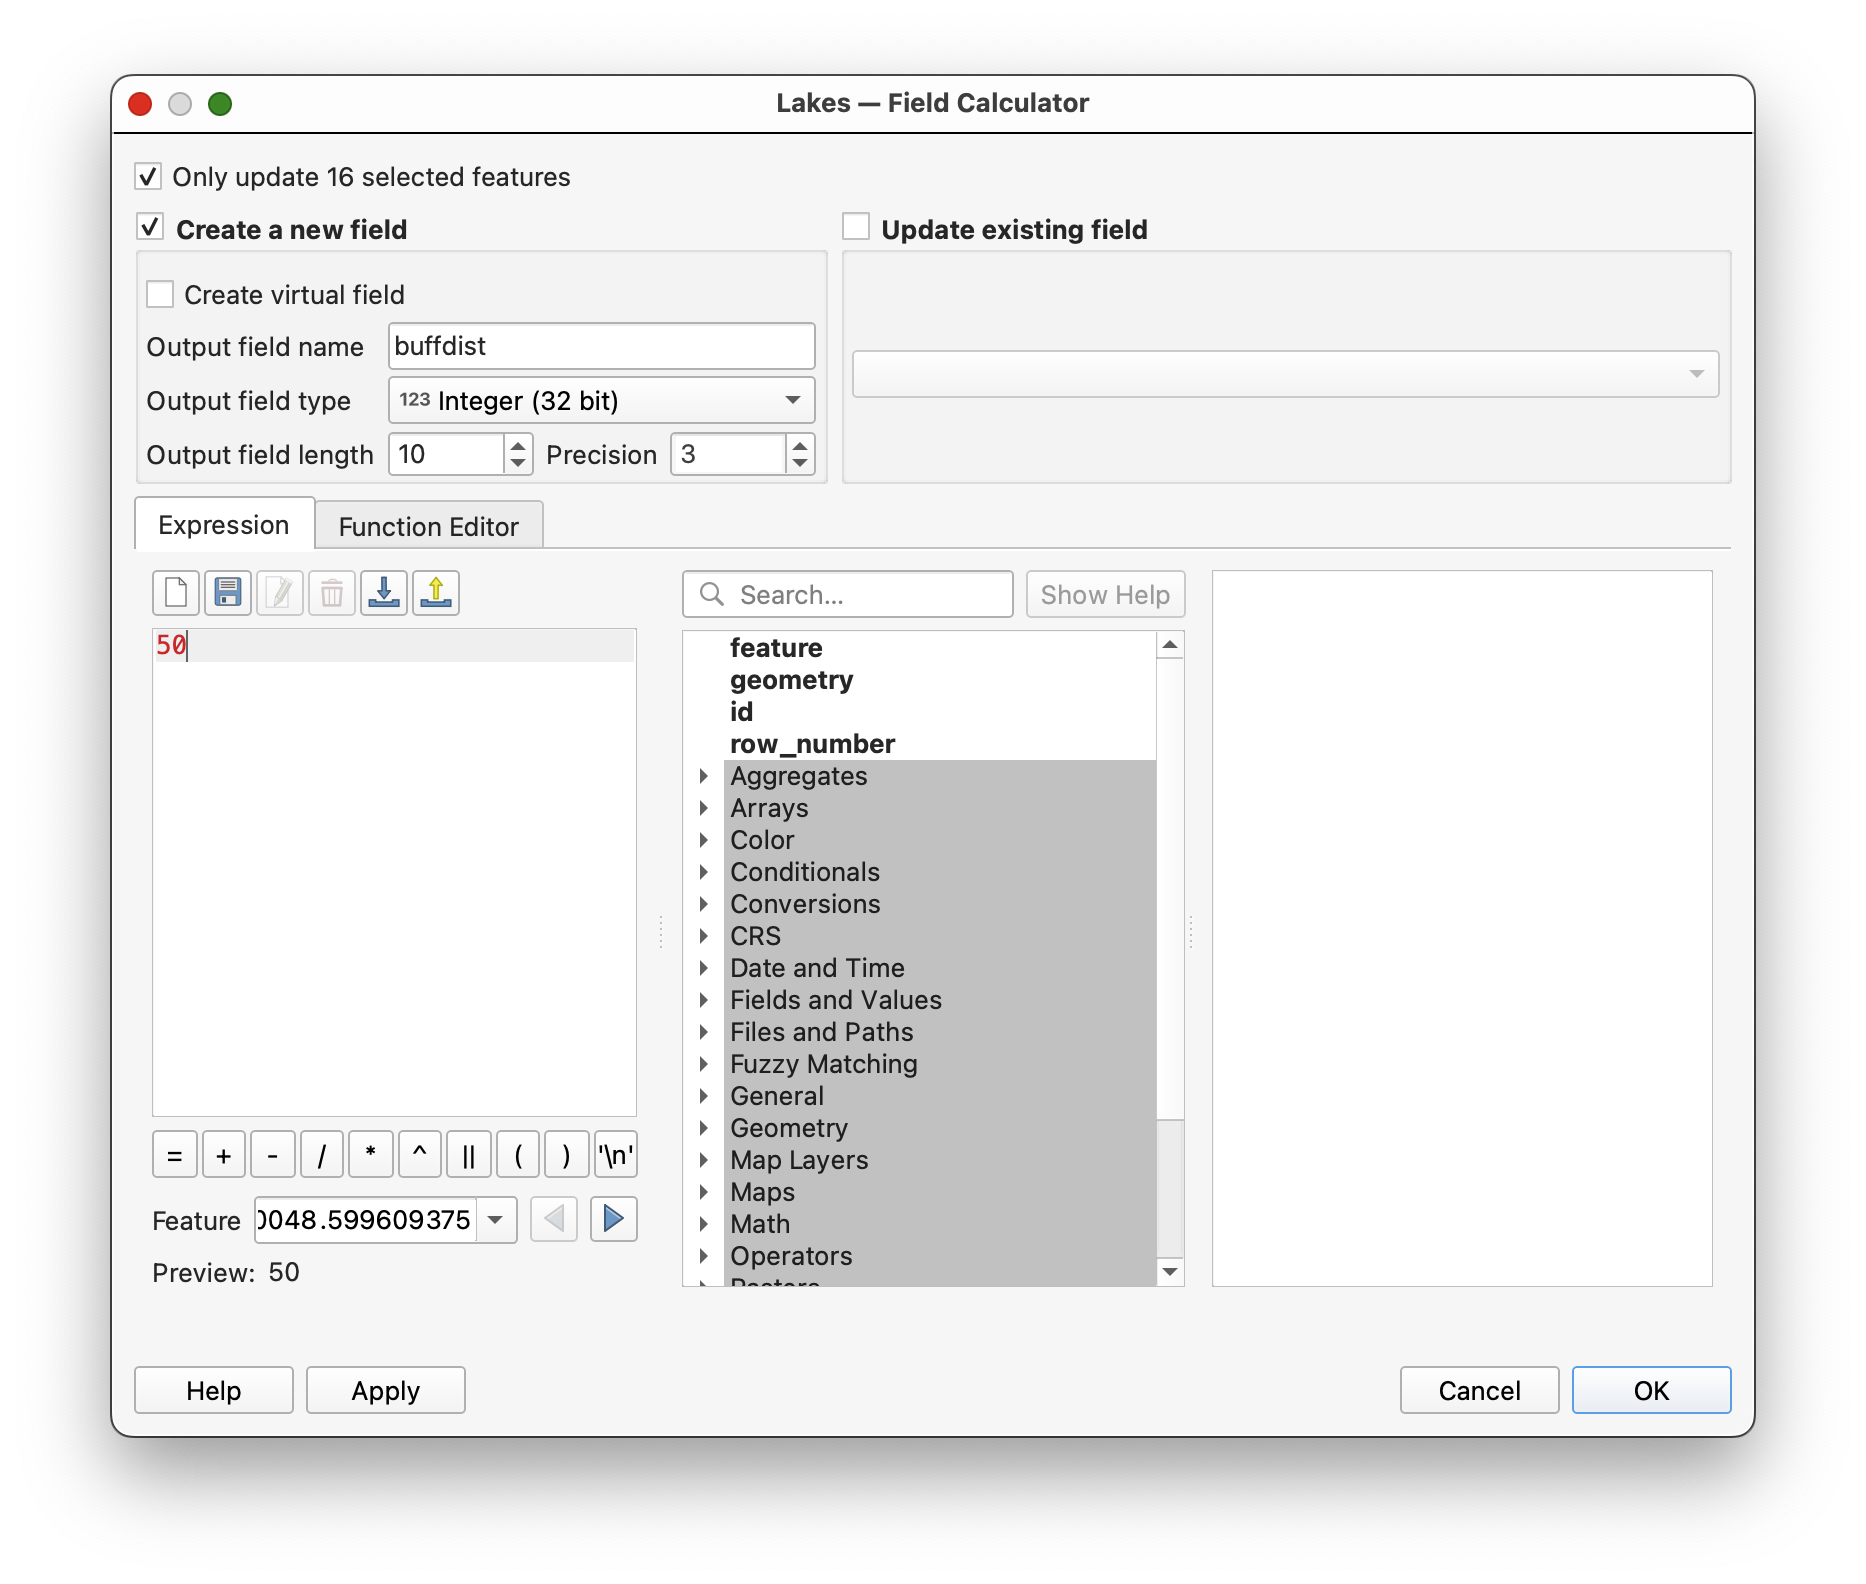 Lakes — Field Calculator
Only update 16 selected features
Create a new field
Update existing field
Create virtual field
Output field name buffdist
Output field type 123 Integer (32 bit)
Output field length 10 Precision 3
Expression Function Editor
Search... Show Help
50
feature
geometry
id
row_number
Aggregates
Arrays
Color
Conditionals
Conversions
CRS
Date and Time
Fields and Values
Files and Paths
Fuzzy Matching
General
Geometry
Map Layers
Maps
Math
Operators
= + - / * ^ || ( ) '\n'
Feature 0048.599609375
Preview: 50
Help Apply Cancel OK